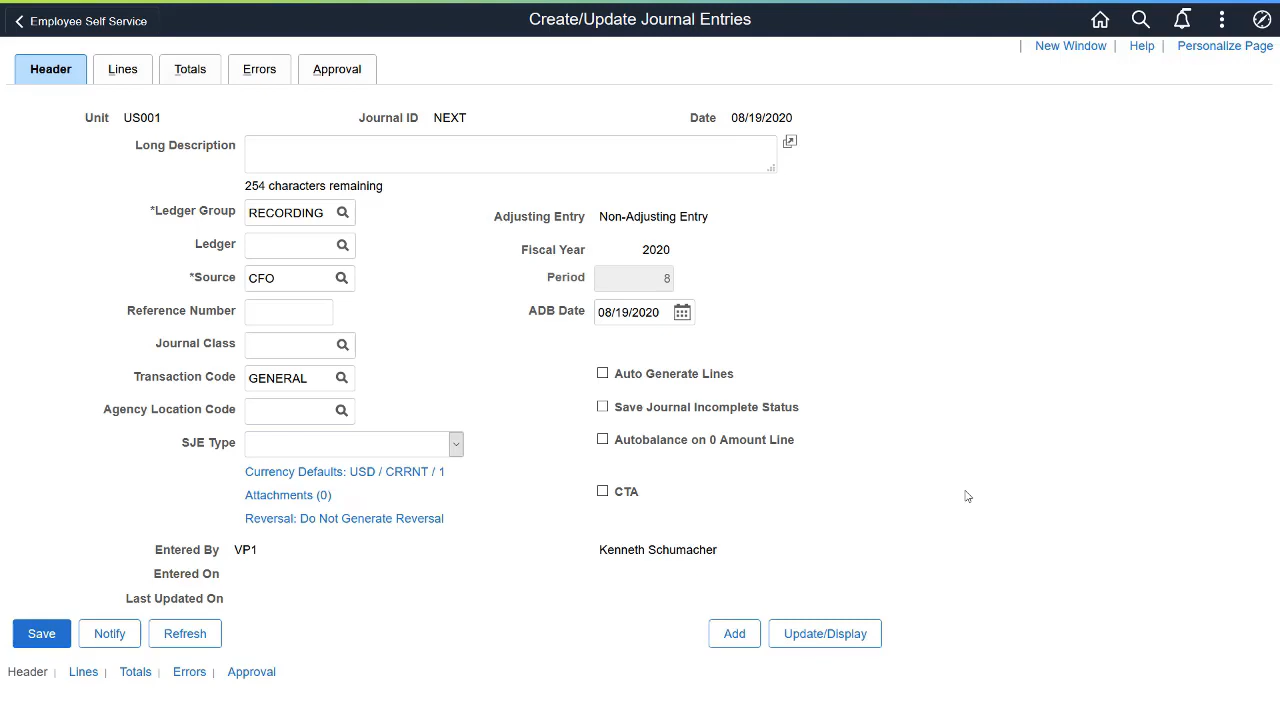 Employee Self Service
Create/Update Journal Entries
New Window | Help | Personalize Page
Header
Lines
Totals
Errors
Approval
Unit US001 Journal ID NEXT Date 08/19/2020
Long Description
254 characters remaining
*Ledger Group RECORDING
Adjusting Entry Non-Adjusting Entry
Ledger
Fiscal Year 2020
*Source CFO
Period 8
Reference Number
ADB Date 08/19/2020
Journal Class
Transaction Code GENERAL
Auto Generate Lines
Agency Location Code
Save Journal Incomplete Status
SJE Type
Autobalance on 0 Amount Line
Currency Defaults: USD / CRRNT / 1
Attachments (0)
CTA
Reversal: Do Not Generate Reversal
Entered By VP1 Kenneth Schumacher
Entered On
Last Updated On
Save Notify Refresh Add Update/Display
Header | Lines | Totals | Errors | Approval